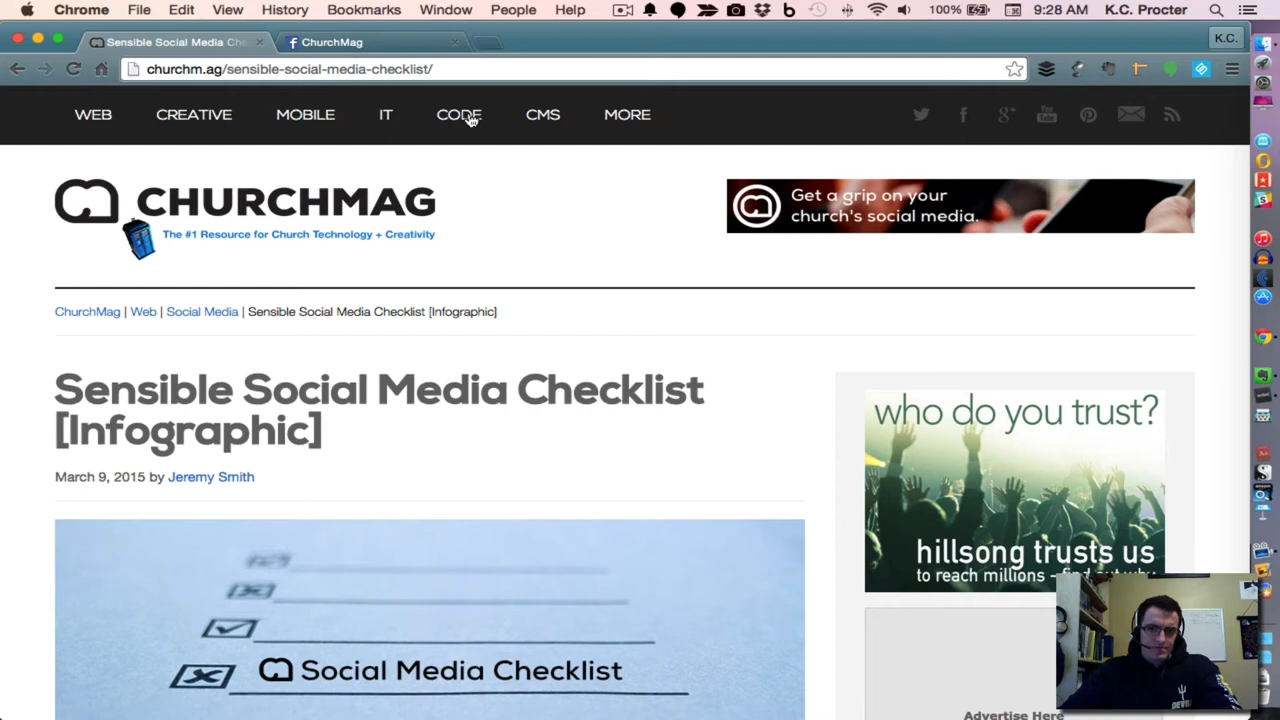 Chrome File Edit View History Bookmarks Window People Help 100% 9:28 AM K.C. Procter
Sensible Social Media Che ChurchMag K.C.
churchm.ag/sensible-social-media-checklist/
WEB CREATIVE MOBILE IT CODE CMS MORE
CHURCHMAG
The #1 Resource for Church Technology + Creativity
Get a grip on your
church's social media.
ChurchMag | Web | Social Media | Sensible Social Media Checklist [Infographic]
Sensible Social Media Checklist
[Infographic]
March 9, 2015 by Jeremy Smith
Social Media Checklist
who do you trust?
hillsong trusts us
to reach millions - find out why
Advertise Here